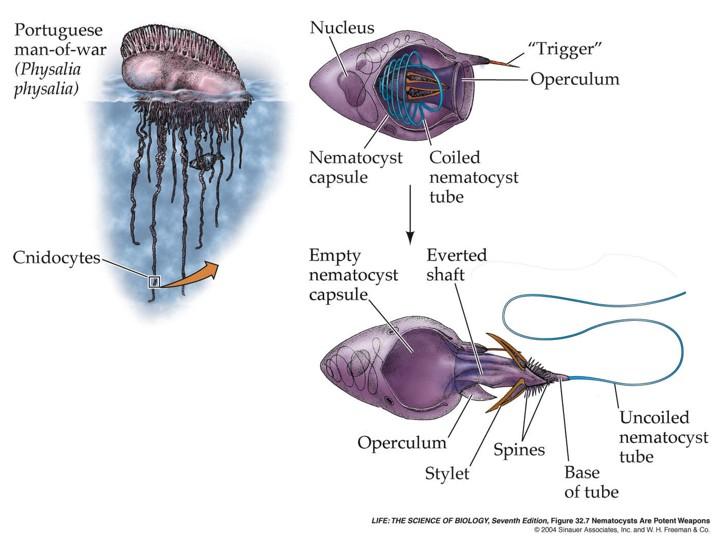 Portuguese
man-of-war
(Physalia
physalia)
Cnidocytes
Nucleus
“Trigger”
Operculum
Nematocyst
capsule
Coiled
nematocyst
tube
Empty
nematocyst
capsule
Everted
shaft
Operculum
Stylet
Spines
Base
of tube
Uncoiled
nematocyst
tube
LIFE: THE SCIENCE OF BIOLOGY, Seventh Edition, Figure 32.7 Nematocysts Are Potent Weapons
© 2004 Sinauer Associates, Inc. and W. H. Freeman & Co.